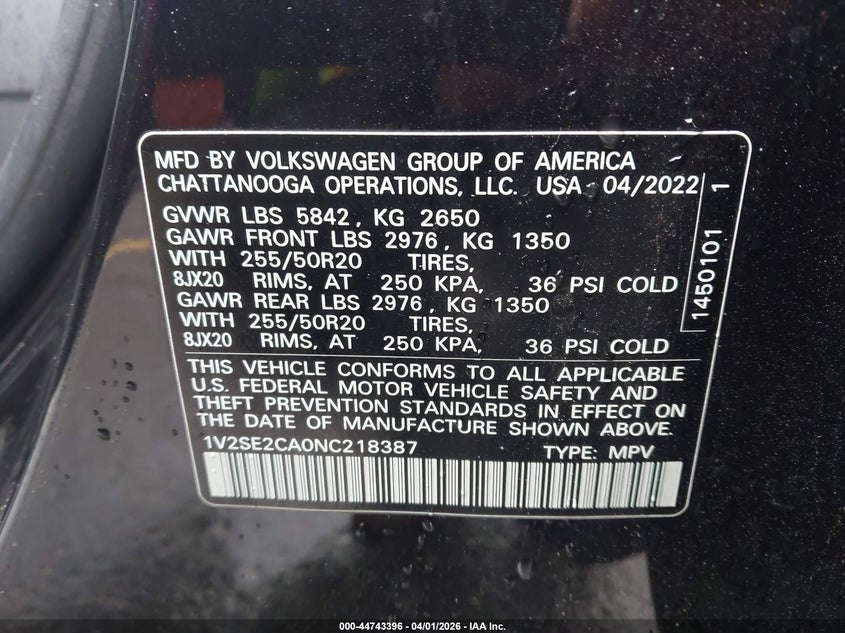 MFD BY VOLKSWAGEN GROUP OF AMERICA
CHATTANOOGA OPERATIONS, LLC. USA 04/2022
GVWR LBS 5842, KG 2650
GAWR FRONT LBS 2976, KG 1350
WITH 255/50R20 TIRES,
8JX20 RIMS, AT 250 KPA, 36 PSI COLD
GAWR REAR LBS 2976, KG 1350
WITH 255/50R20 TIRES,
8JX20 RIMS, AT 250 KPA, 36 PSI COLD
1450101 1
THIS VEHICLE CONFORMS TO ALL APPLICABLE
U.S. FEDERAL MOTOR VEHICLE SAFETY AND
THEFT PREVENTION STANDARDS IN EFFECT ON
THE DATE OF MANUFACTURE SHOWN ABOVE.
1V2SE2CA0NC218387 TYPE: MPV
000-44743396 - 04/01/2026 - IAA Inc.